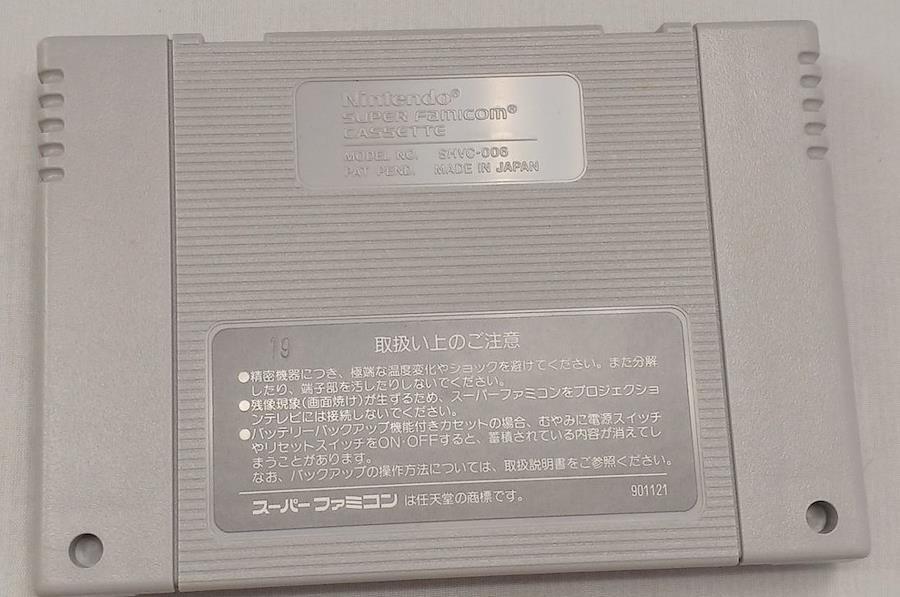 Nintendo®
SUPER Famicom®
CASSETTE
MODEL NO. SHVC-006
PAT. PEND. MADE IN JAPAN
19
取扱い上のご注意
●精密機器につき、極端な温度変化やショックを避けてください。また分解
したり、端子部を汚したりしないでください。
●残像現象(画面焼け)が生ずるため、スーパーファミコンをプロジェクショ
ンテレビには接続しないでください。
●バッテリーバックアップ機能付きカセットの場合、むやみに電源スイッチ
やリセットスイッチをON・OFFすると、蓄積されている内容が消えてし
まうことがあります。
なお、バックアップの操作方法については、取扱説明書をご参照ください。
スーパーファミコン は任天堂の商標です。
901121